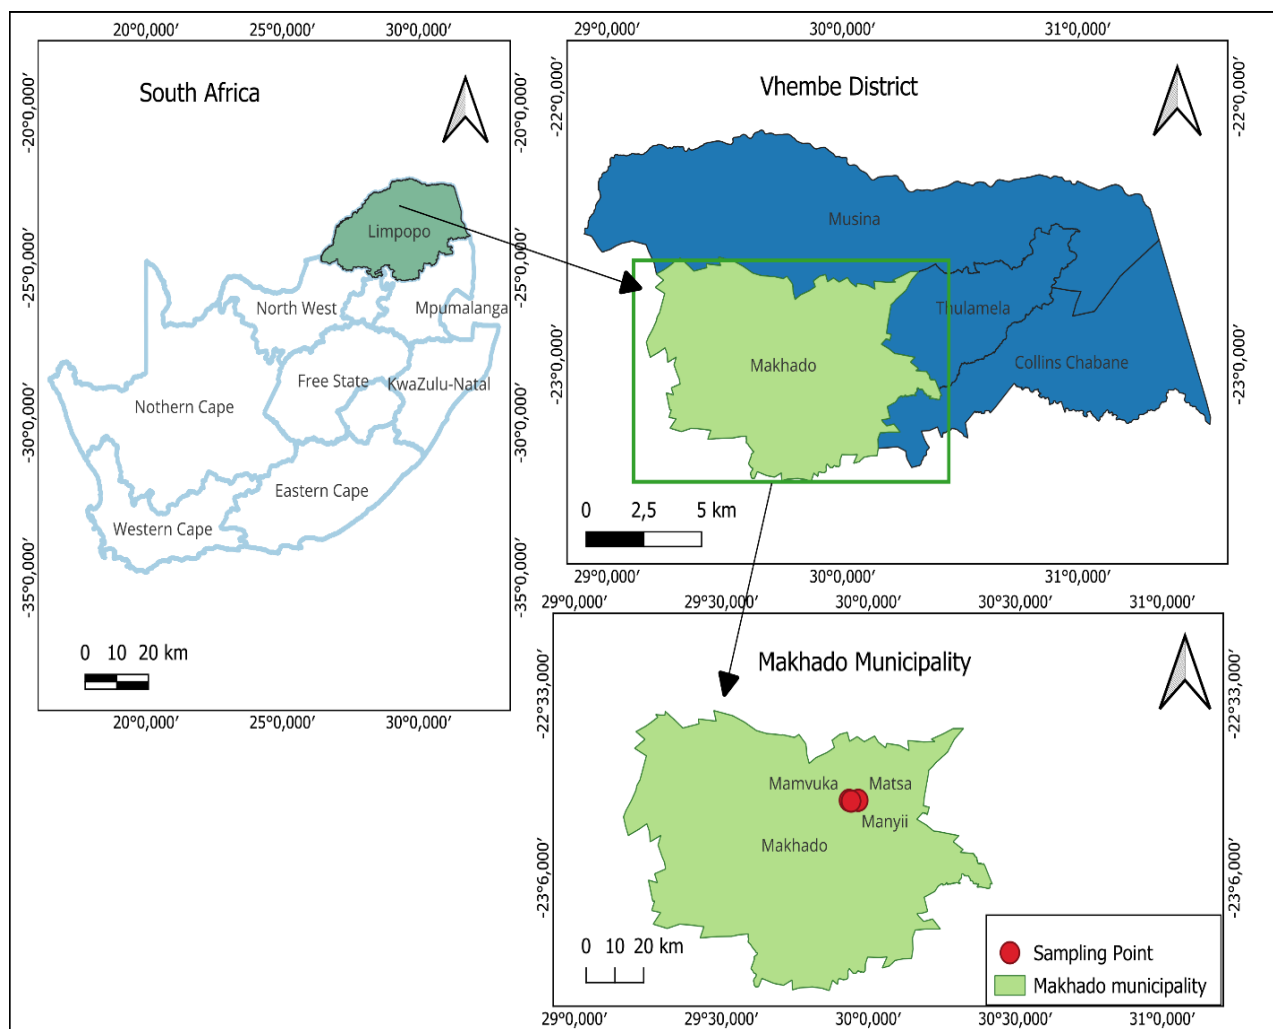 20°0,000′ 25°0,000′ 30°0,000′
South Africa
-20°0,000′
-20°0,000′
Limpopo
-25°0,000′
-25°0,000′
North West
Mpumalanga
Free State
KwaZulu-Natal
Nothern Cape
-30°0,000′
-30°0,000′
Eastern Cape
Western Cape
-35°0,000′
-35°0,000′
0 10 20 km
20°0,000′ 25°0,000′ 30°0,000′
29°0,000′ 30°0,000′ 31°0,000′
Vhembe District
-22°0,000′
-22°0,000′
Musina
Thulamela
Collins Chabane
Makhado
-23°0,000′
-23°0,000′
0 2,5 5 km
29°0,000′ 30°0,000′ 31°0,000′
29°0,000′ 29°30,000′ 30°0,000′ 30°30,000′ 31°0,000′
Makhado Municipality
-22°33,000′
-22°33,000′
Mamvuka Matsa
Manyii
Makhado
-23°6,000′
-23°6,000′
0 10 20 km
Sampling Point
Makhado municipality
29°0,000′ 29°30,000′ 30°0,000′ 30°30,000′ 31°0,000′